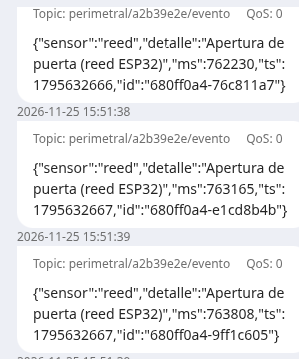 Topic: perimetral/a2b39e2e/evento QoS: 0
{"sensor":"reed","detalle":"Apertura de
puerta (reed ESP32)","ms":762230,"ts":
1795632666,"id":"680ff0a4-76c811a7"}
2026-11-25 15:51:38
Topic: perimetral/a2b39e2e/evento QoS: 0
{"sensor":"reed","detalle":"Apertura de
puerta (reed ESP32)","ms":763165,"ts":
1795632667,"id":"680ff0a4-e1cd8b4b"}
2026-11-25 15:51:39
Topic: perimetral/a2b39e2e/evento QoS: 0
{"sensor":"reed","detalle":"Apertura de
puerta (reed ESP32)","ms":763808,"ts":
1795632667,"id":"680ff0a4-9ff1c605"}